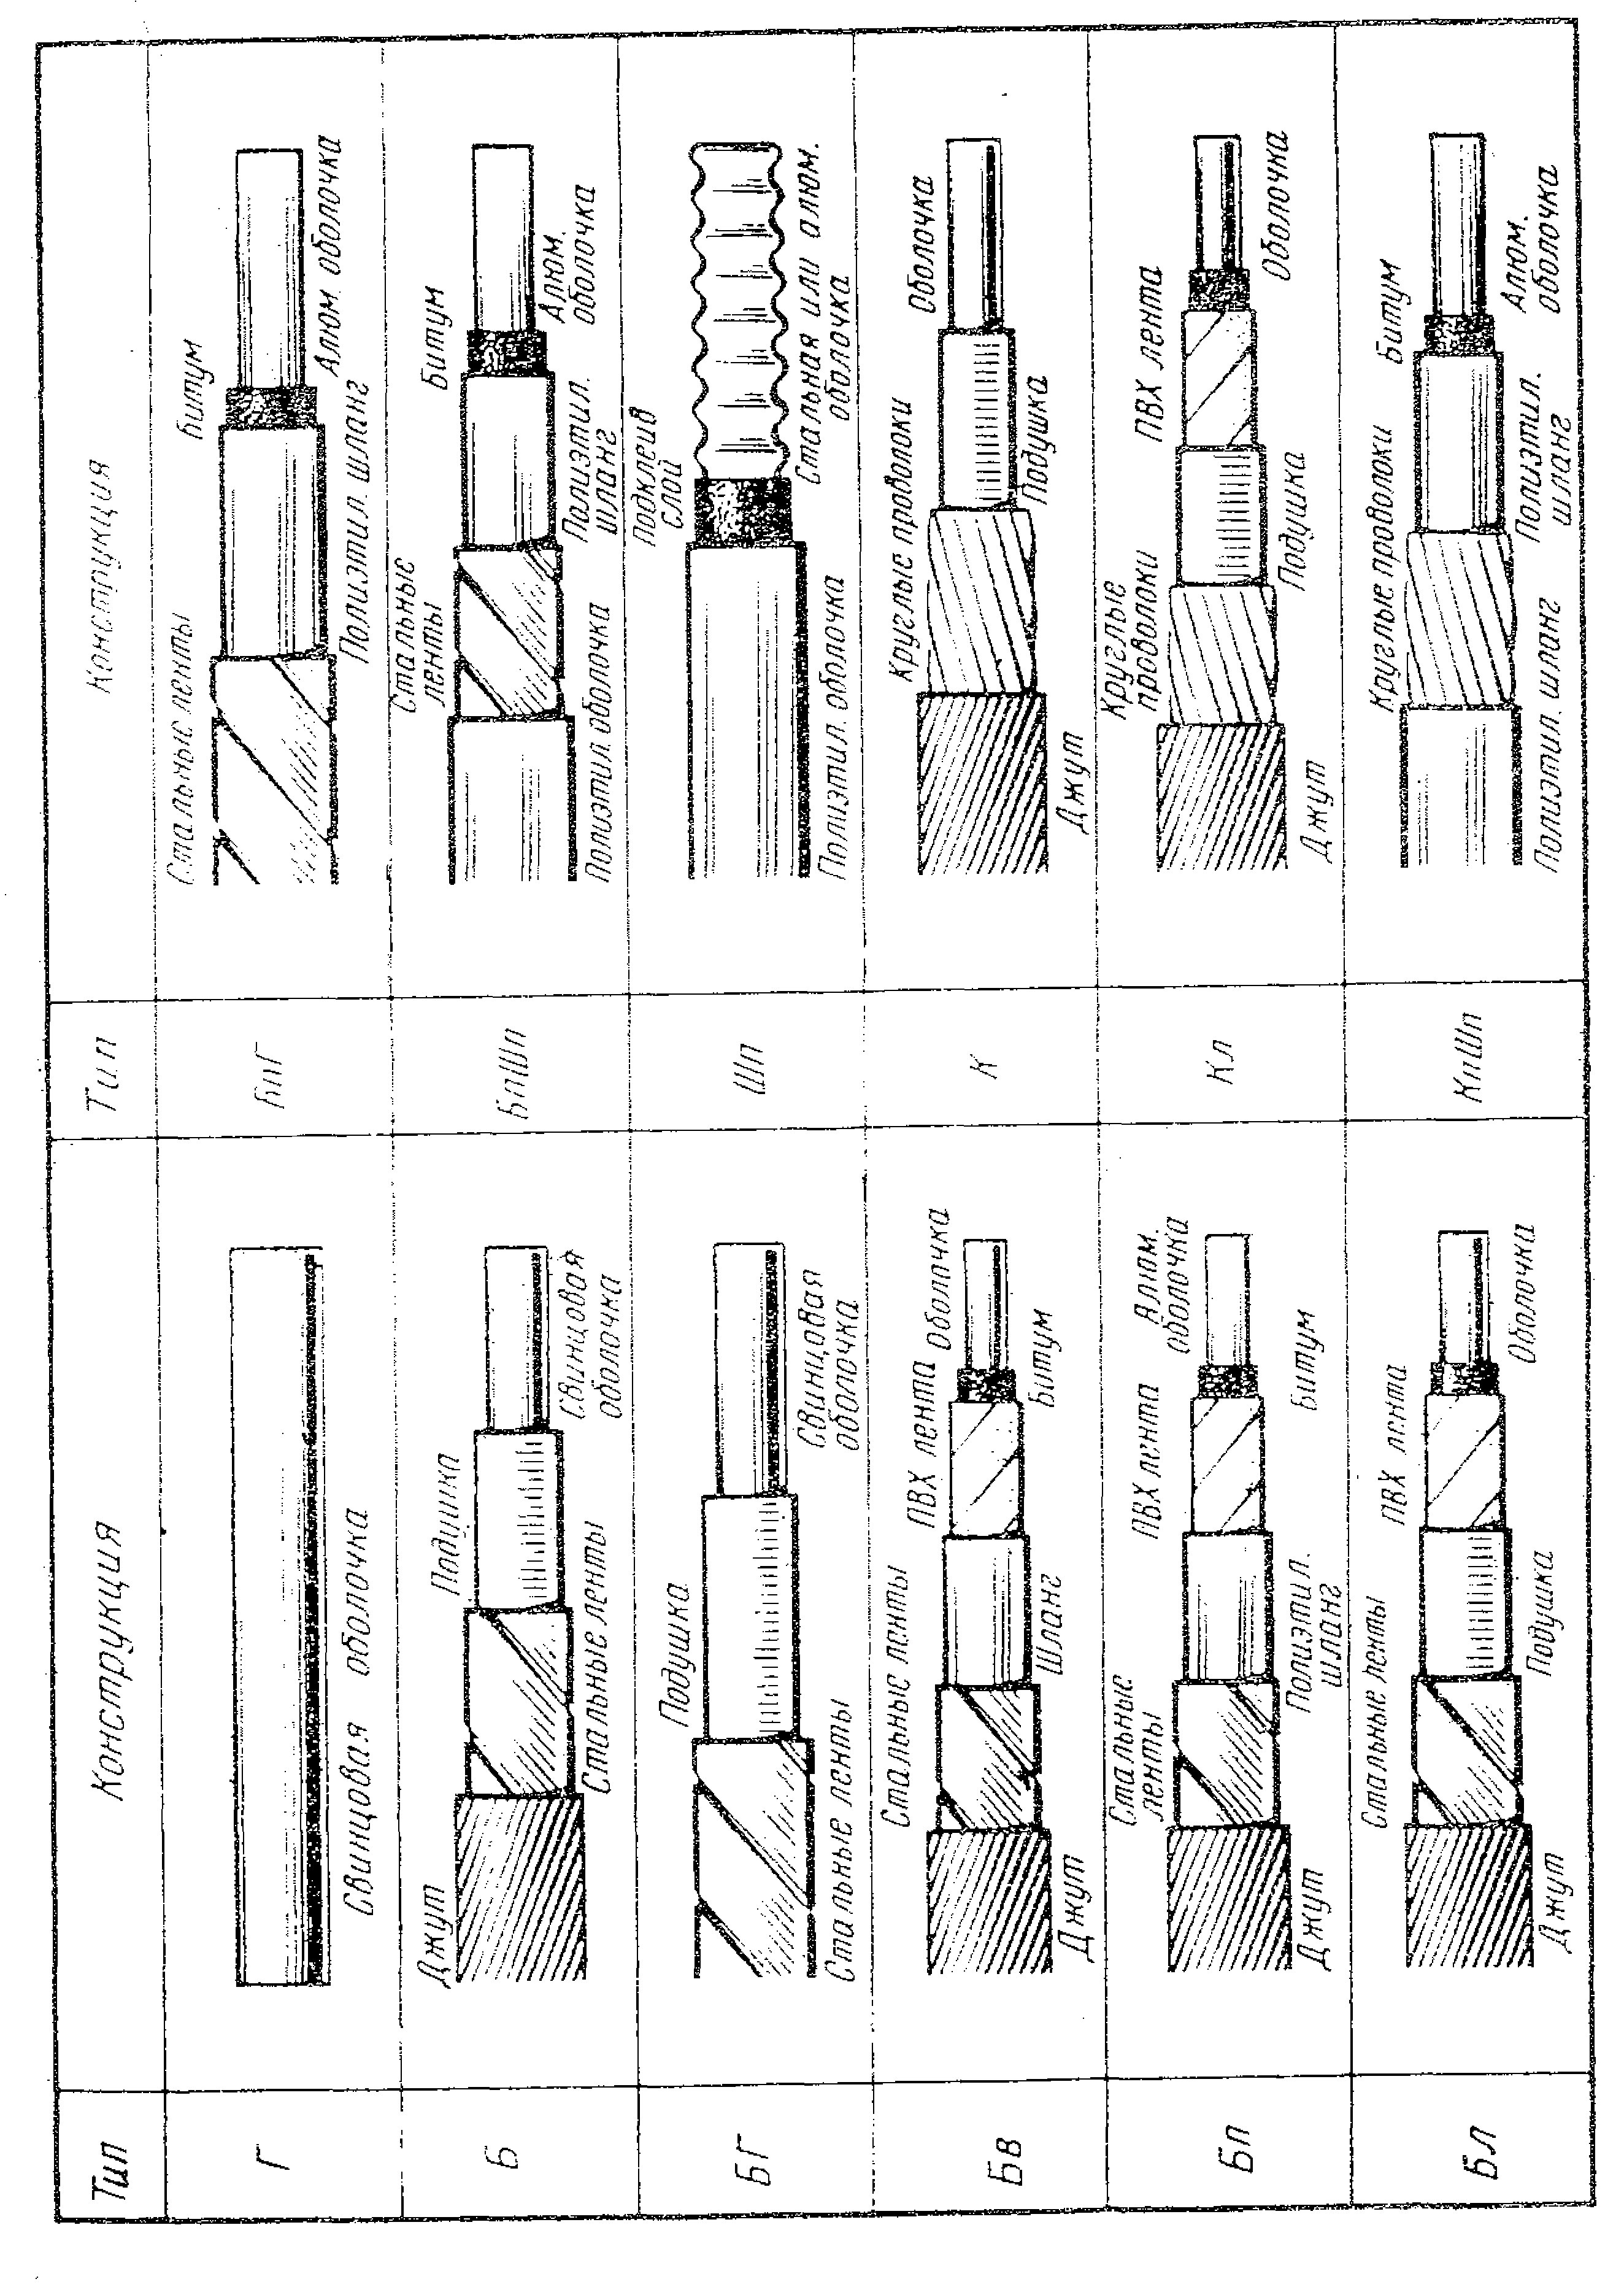 Тип
Конструкция
Тип
Конструкция
Г
Свинцовая оболочка
БпГ
Стальные ленты
Битум
Полиэтил. шланг
Алюм. оболочка
Б
Джут
Подушка
Стальные ленты
Свинцовая
оболочка
БпШп
Стальные
ленты
Битум
Полиэтил оболочка
Полиэтил.
шланг
Алюм.
оболочка
БГ
Подушка
Стальные ленты
Свинцовая
оболочка
Шп
Подклеив
слой
Полиэтил. оболочка
Стальная или алюм.
оболочка
Бв
Стальные ленты
ПВХ лента
Оболочка
Джут
Шланг
Битум
К
Круглые проволоки
Оболочка
Джут
Подушка
Бп
Стальные
ленты
ПВХ лента
Алюм.
оболочка
Джут
Полиэтил.
шланг
Битум
Кл
Круглые
проволоки
ПВХ лента
Джут
Подушка
Оболочка
Бл
Стальные ленты
ПВХ лента
Джут
Подушка
Оболочка
КпШп
Круглые проволоки
Битум
Полиэтил. шланг
Полиэтил.
шланг
Алюм.
оболочка